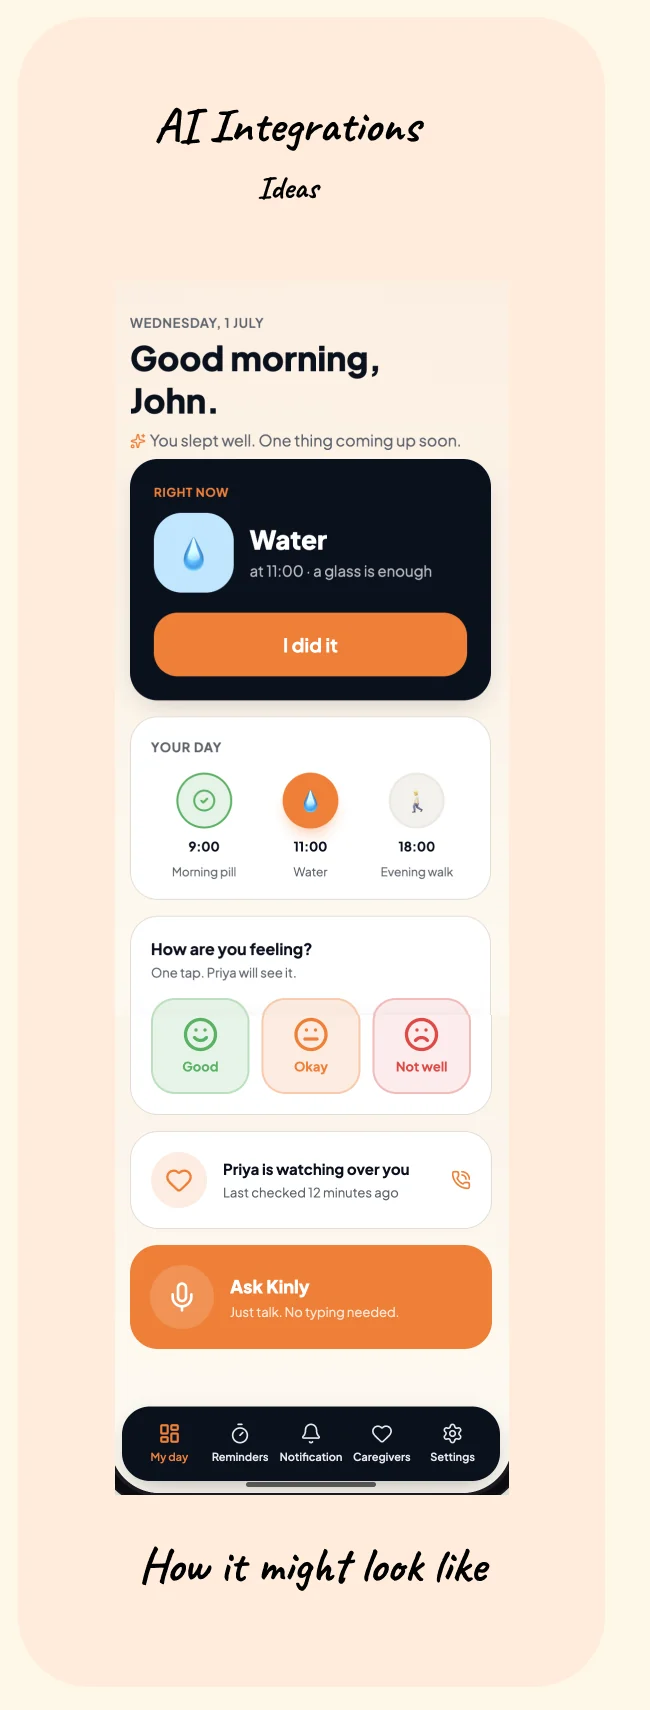 AI Integrations
Ideas
WEDNESDAY, 1 JULY
Good morning,
John.
You slept well. One thing coming up soon.
RIGHT NOW
Water
at 11:00 · a glass is enough
I did it
YOUR DAY
9:00
11:00
18:00
Morning pill
Water
Evening walk
How are you feeling?
One tap. Priya will see it.
Good
Okay
Not well
Priya is watching over you
Last checked 12 minutes ago
Ask Kinly
Just talk. No typing needed.
My day
Reminders
Notification
Caregivers
Settings
How it might look like